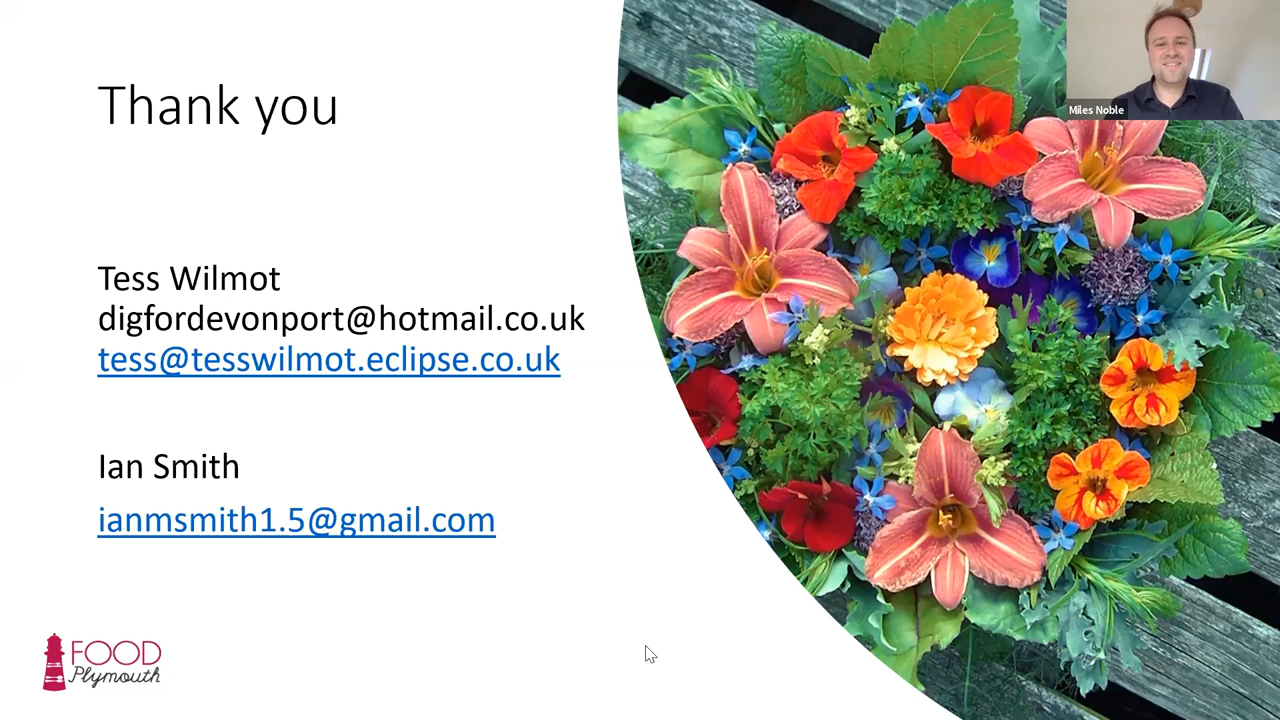 Thank you
Tess Wilmot
digfordevonport@hotmail.co.uk
tess@tesswilmot.eclipse.co.uk
Ian Smith
ianmsmith1.5@gmail.com
FOOD
Plymouth
Miles Noble